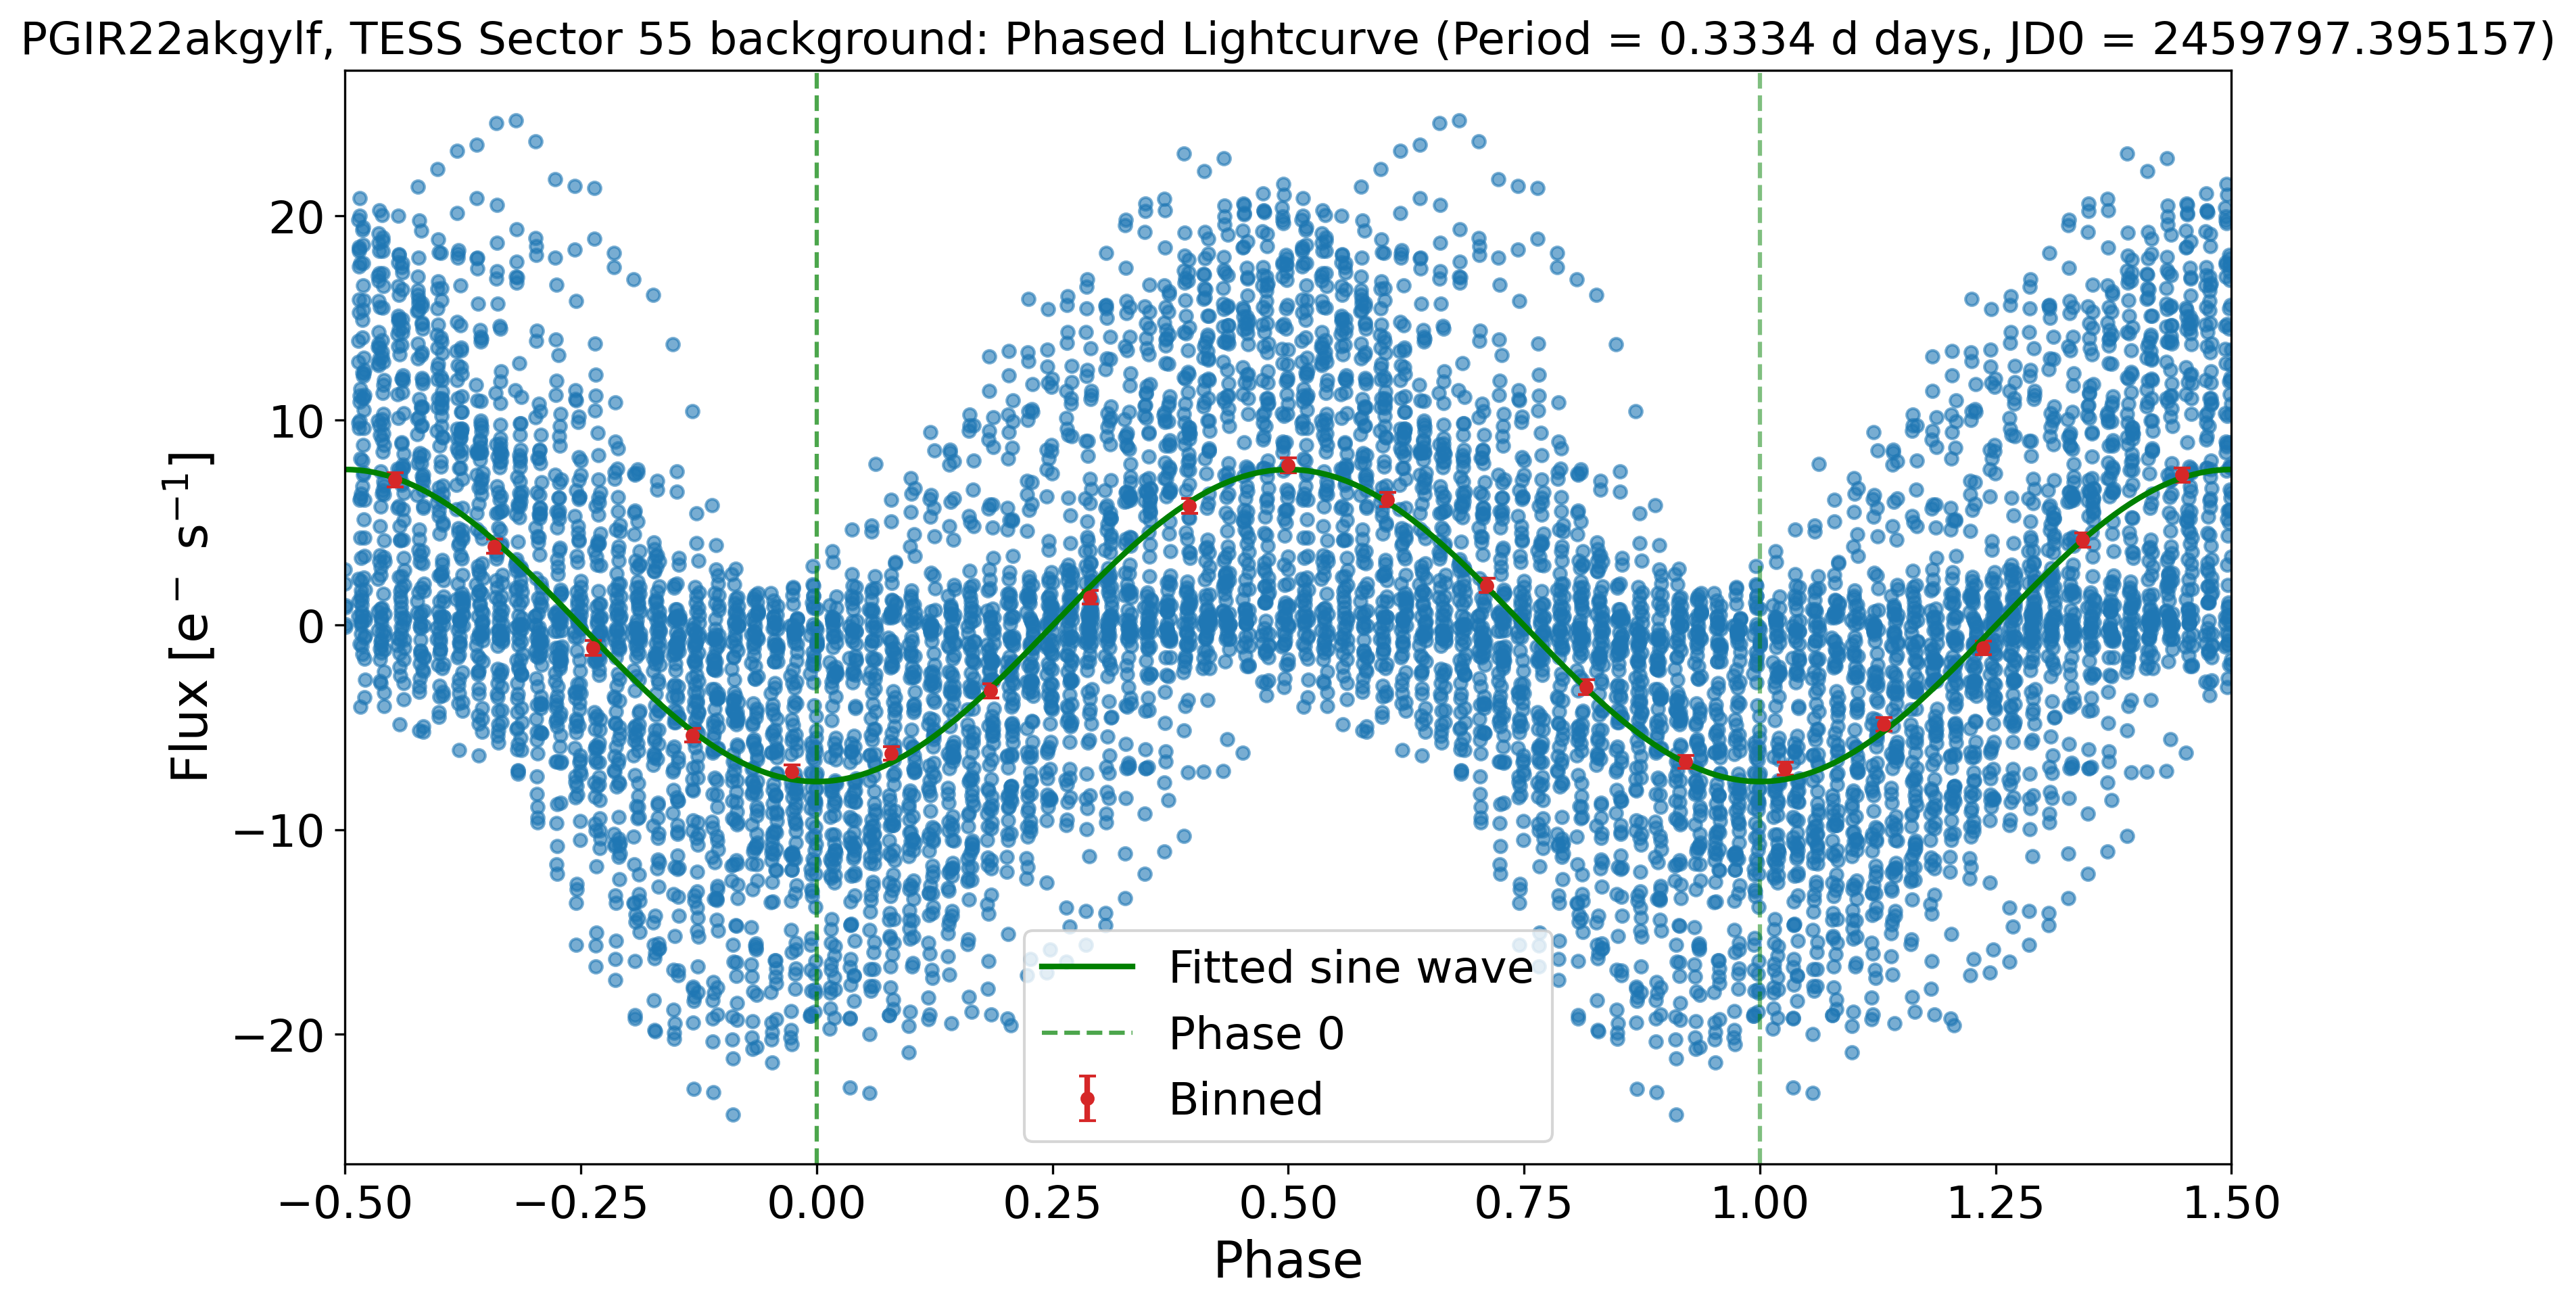 PGIR22akgylf, TESS Sector 55 background: Phased Lightcurve (Period = 0.3334 d days, JD0 = 2459797.395157)
Flux [e⁻ s⁻¹]
20
10
0
−10
−20
Fitted sine wave
Phase 0
Binned
−0.50 −0.25 0.00 0.25 0.50 0.75 1.00 1.25 1.50
Phase